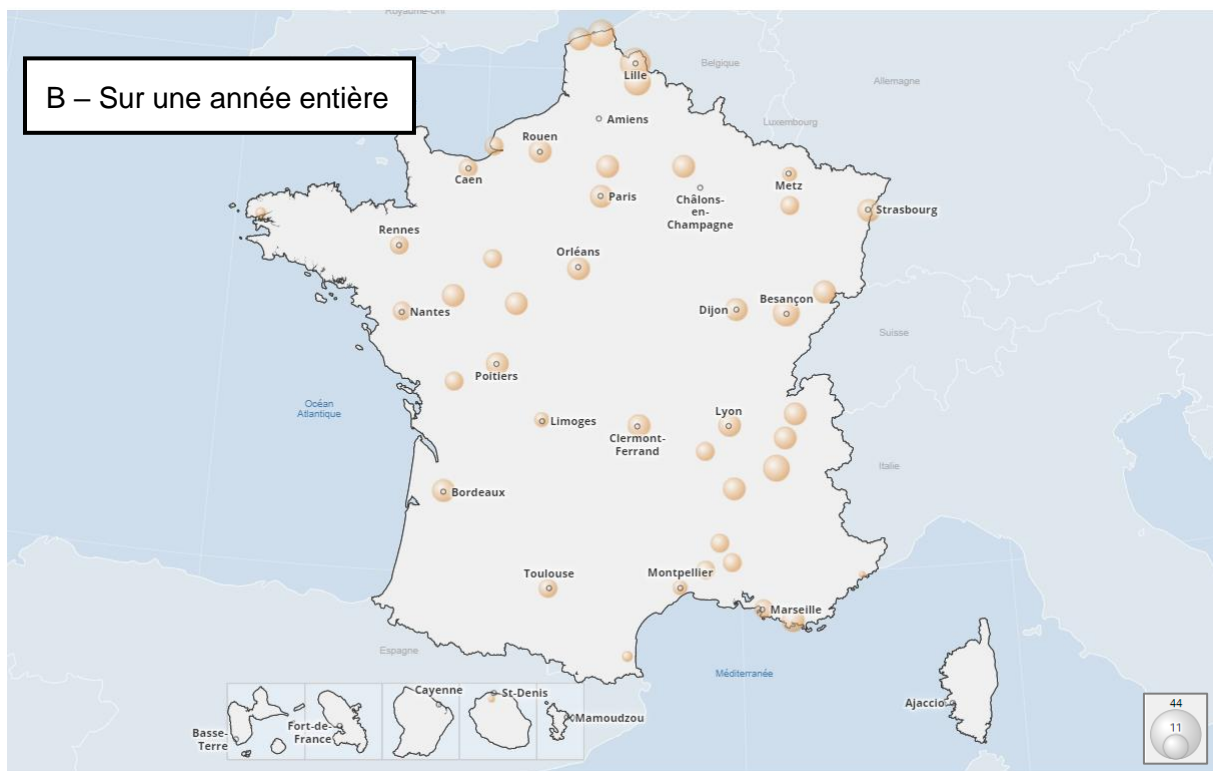 Royaume-Uni
B – Sur une année entière
Belgique
Allemagne
Luxembourg
Lille
Amiens
Rouen
Caen
Paris
Châlons-
en-
Champagne
Metz
Strasbourg
Rennes
Orléans
Nantes
Dijon
Besançon
Suisse
Poitiers
Océan
Atlantique
Limoges
Clermont-
Ferrand
Lyon
Italie
Bordeaux
Toulouse
Montpellier
Marseille
Espagne
Méditerranée
Ajaccio
Basse-
Terre
Fort-de-
France
Cayenne
St-Denis
Mamoudzou
44
11